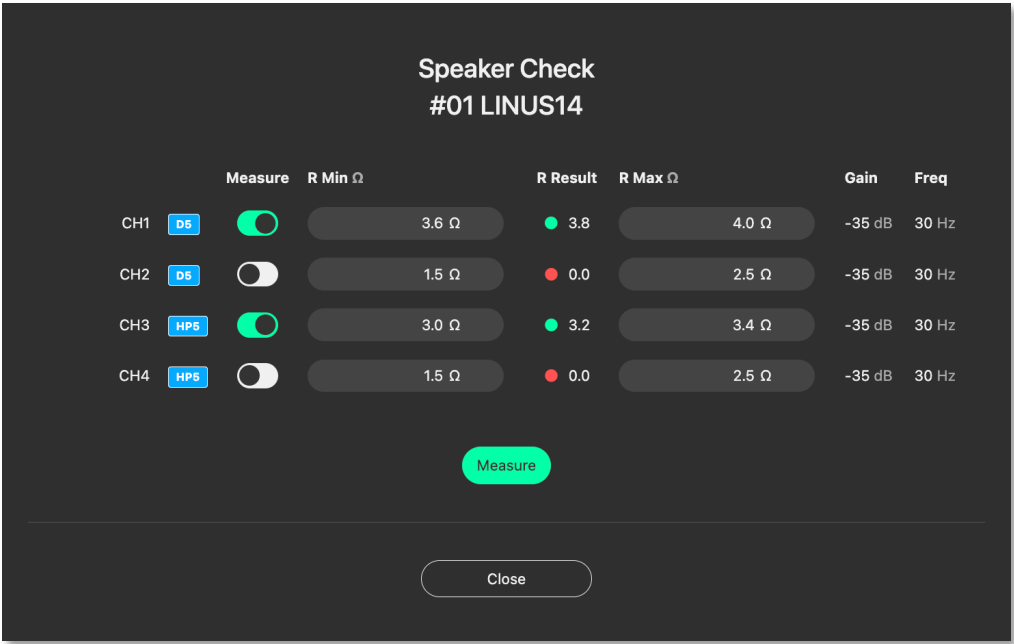 Speaker Check
#01 LINUS14
Measure R Min Ω R Result R Max Ω Gain Freq
CH1 D5 3.6 Ω 3.8 4.0 Ω -35 dB 30 Hz
CH2 D5 1.5 Ω 0.0 2.5 Ω -35 dB 30 Hz
CH3 HP5 3.0 Ω 3.2 3.4 Ω -35 dB 30 Hz
CH4 HP5 1.5 Ω 0.0 2.5 Ω -35 dB 30 Hz
Measure
Close